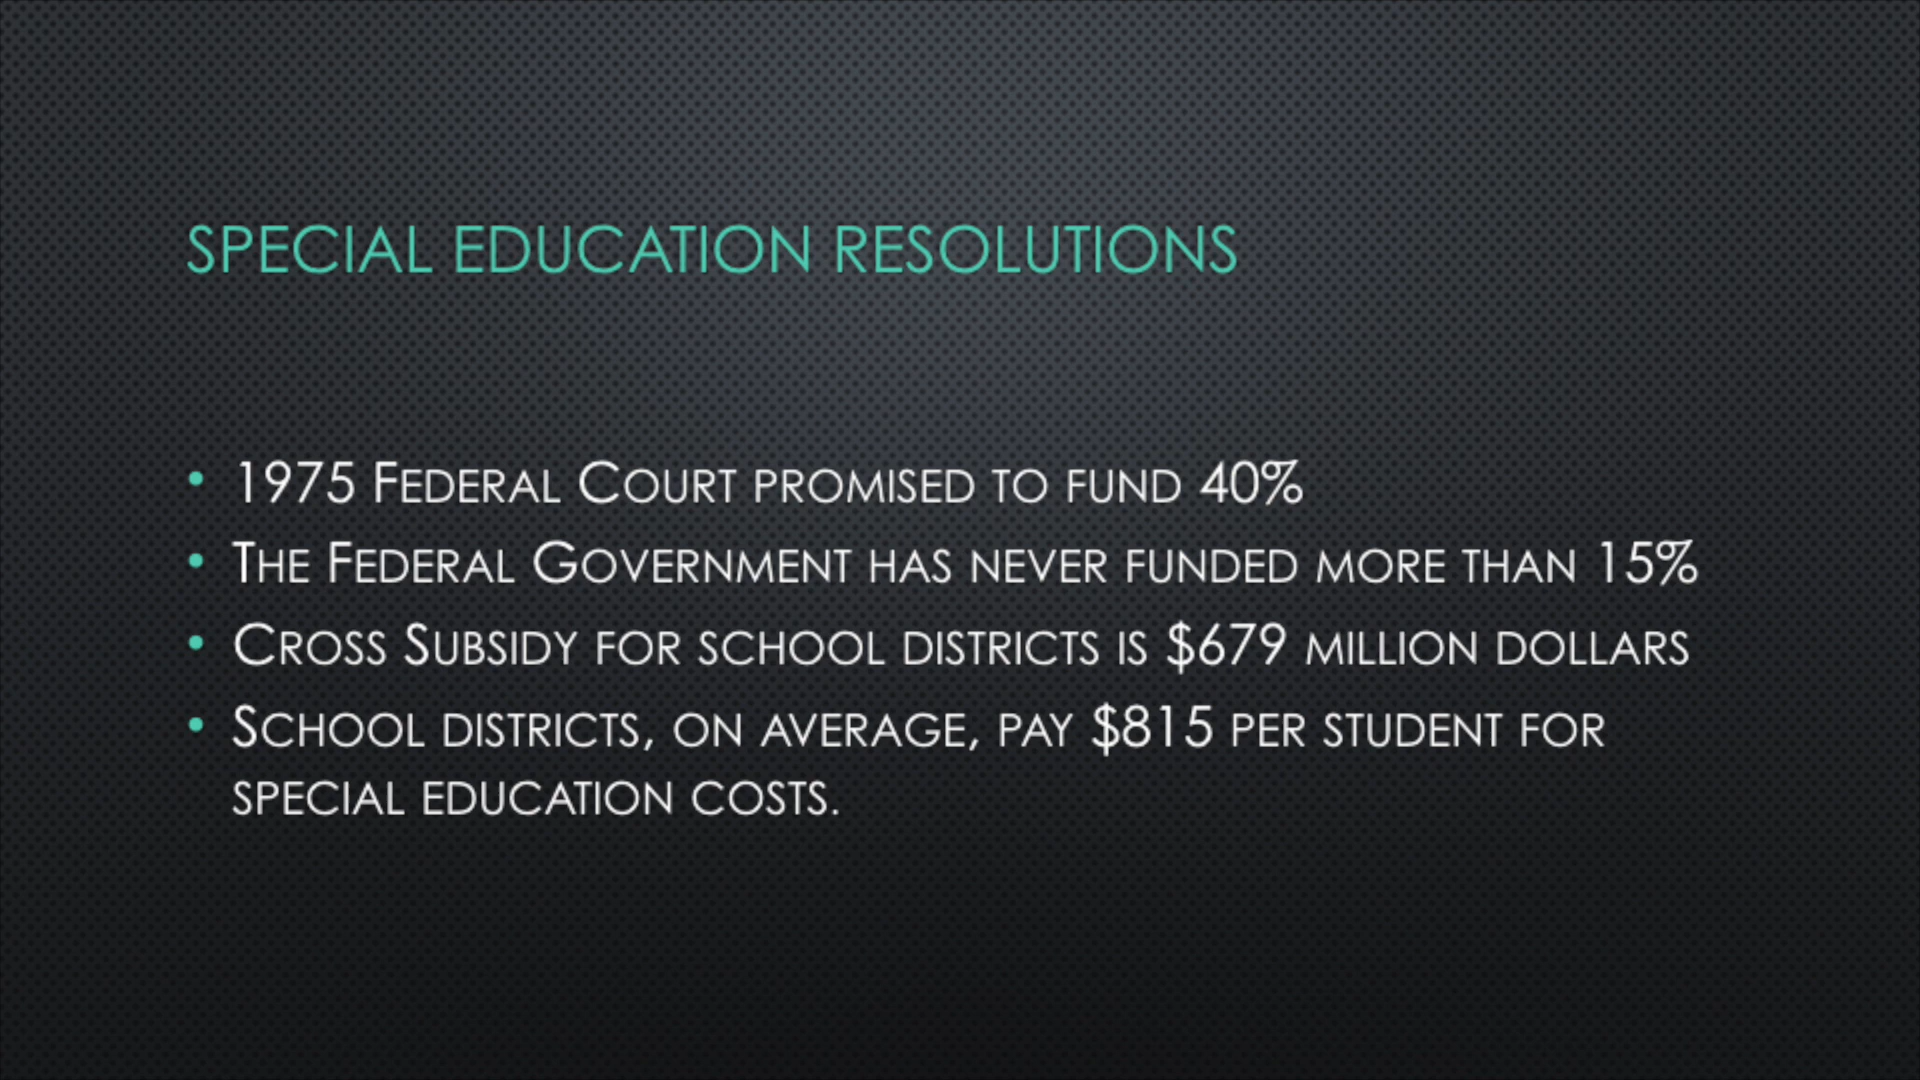 SPECIAL EDUCATION RESOLUTIONS
• 1975 FEDERAL COURT PROMISED TO FUND 40%
• THE FEDERAL GOVERNMENT HAS NEVER FUNDED MORE THAN 15%
• CROSS SUBSIDY FOR SCHOOL DISTRICTS IS $679 MILLION DOLLARS
• SCHOOL DISTRICTS, ON AVERAGE, PAY $815 PER STUDENT FOR
SPECIAL EDUCATION COSTS.